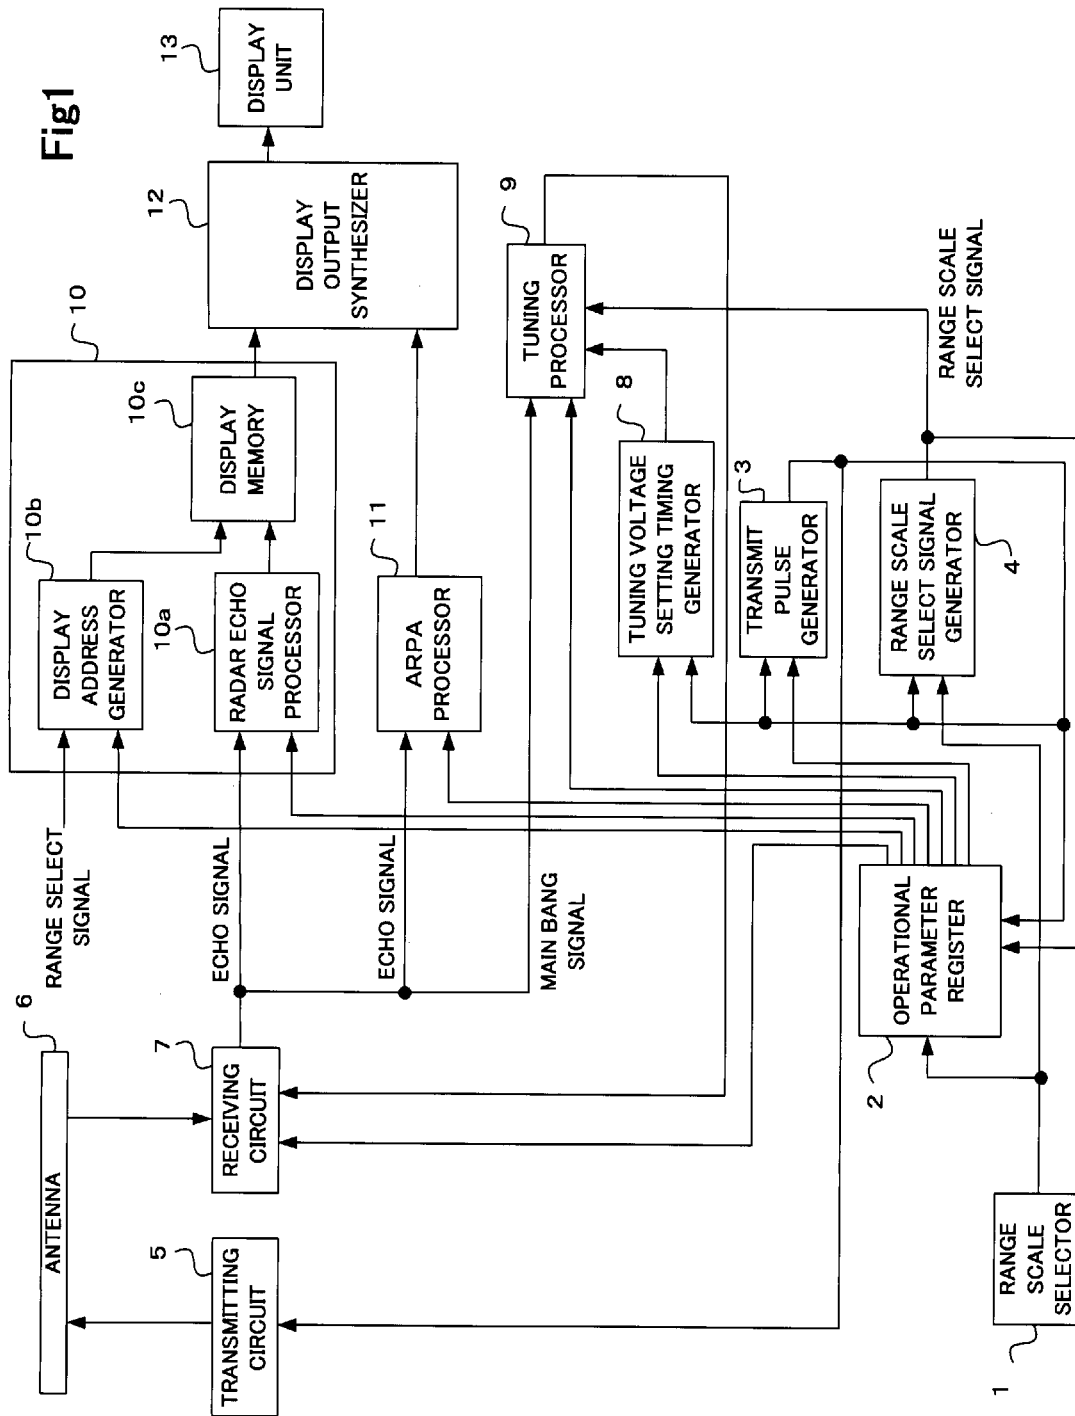 Fig1
ANTENNA
6
TRANSMITTING
CIRCUIT
5
RECEIVING
CIRCUIT
7
RANGE SELECT
SIGNAL
ECHO SIGNAL
ECHO SIGNAL
MAIN BANG
SIGNAL
10
DISPLAY
ADDRESS
GENERATOR
10b
RADAR ECHO
SIGNAL
PROCESSOR
10a
DISPLAY
MEMORY
10c
ARPA
PROCESSOR
11
DISPLAY
OUTPUT
SYNTHESIZER
12
DISPLAY
UNIT
13
TUNING
PROCESSOR
9
TUNING VOLTAGE
SETTING TIMING
GENERATOR
8
TRANSMIT
PULSE
GENERATOR
3
RANGE SCALE
SELECT SIGNAL
GENERATOR
4
RANGE SCALE
SELECT SIGNAL
OPERATIONAL
PARAMETER
REGISTER
2
RANGE
SCALE
SELECTOR
1